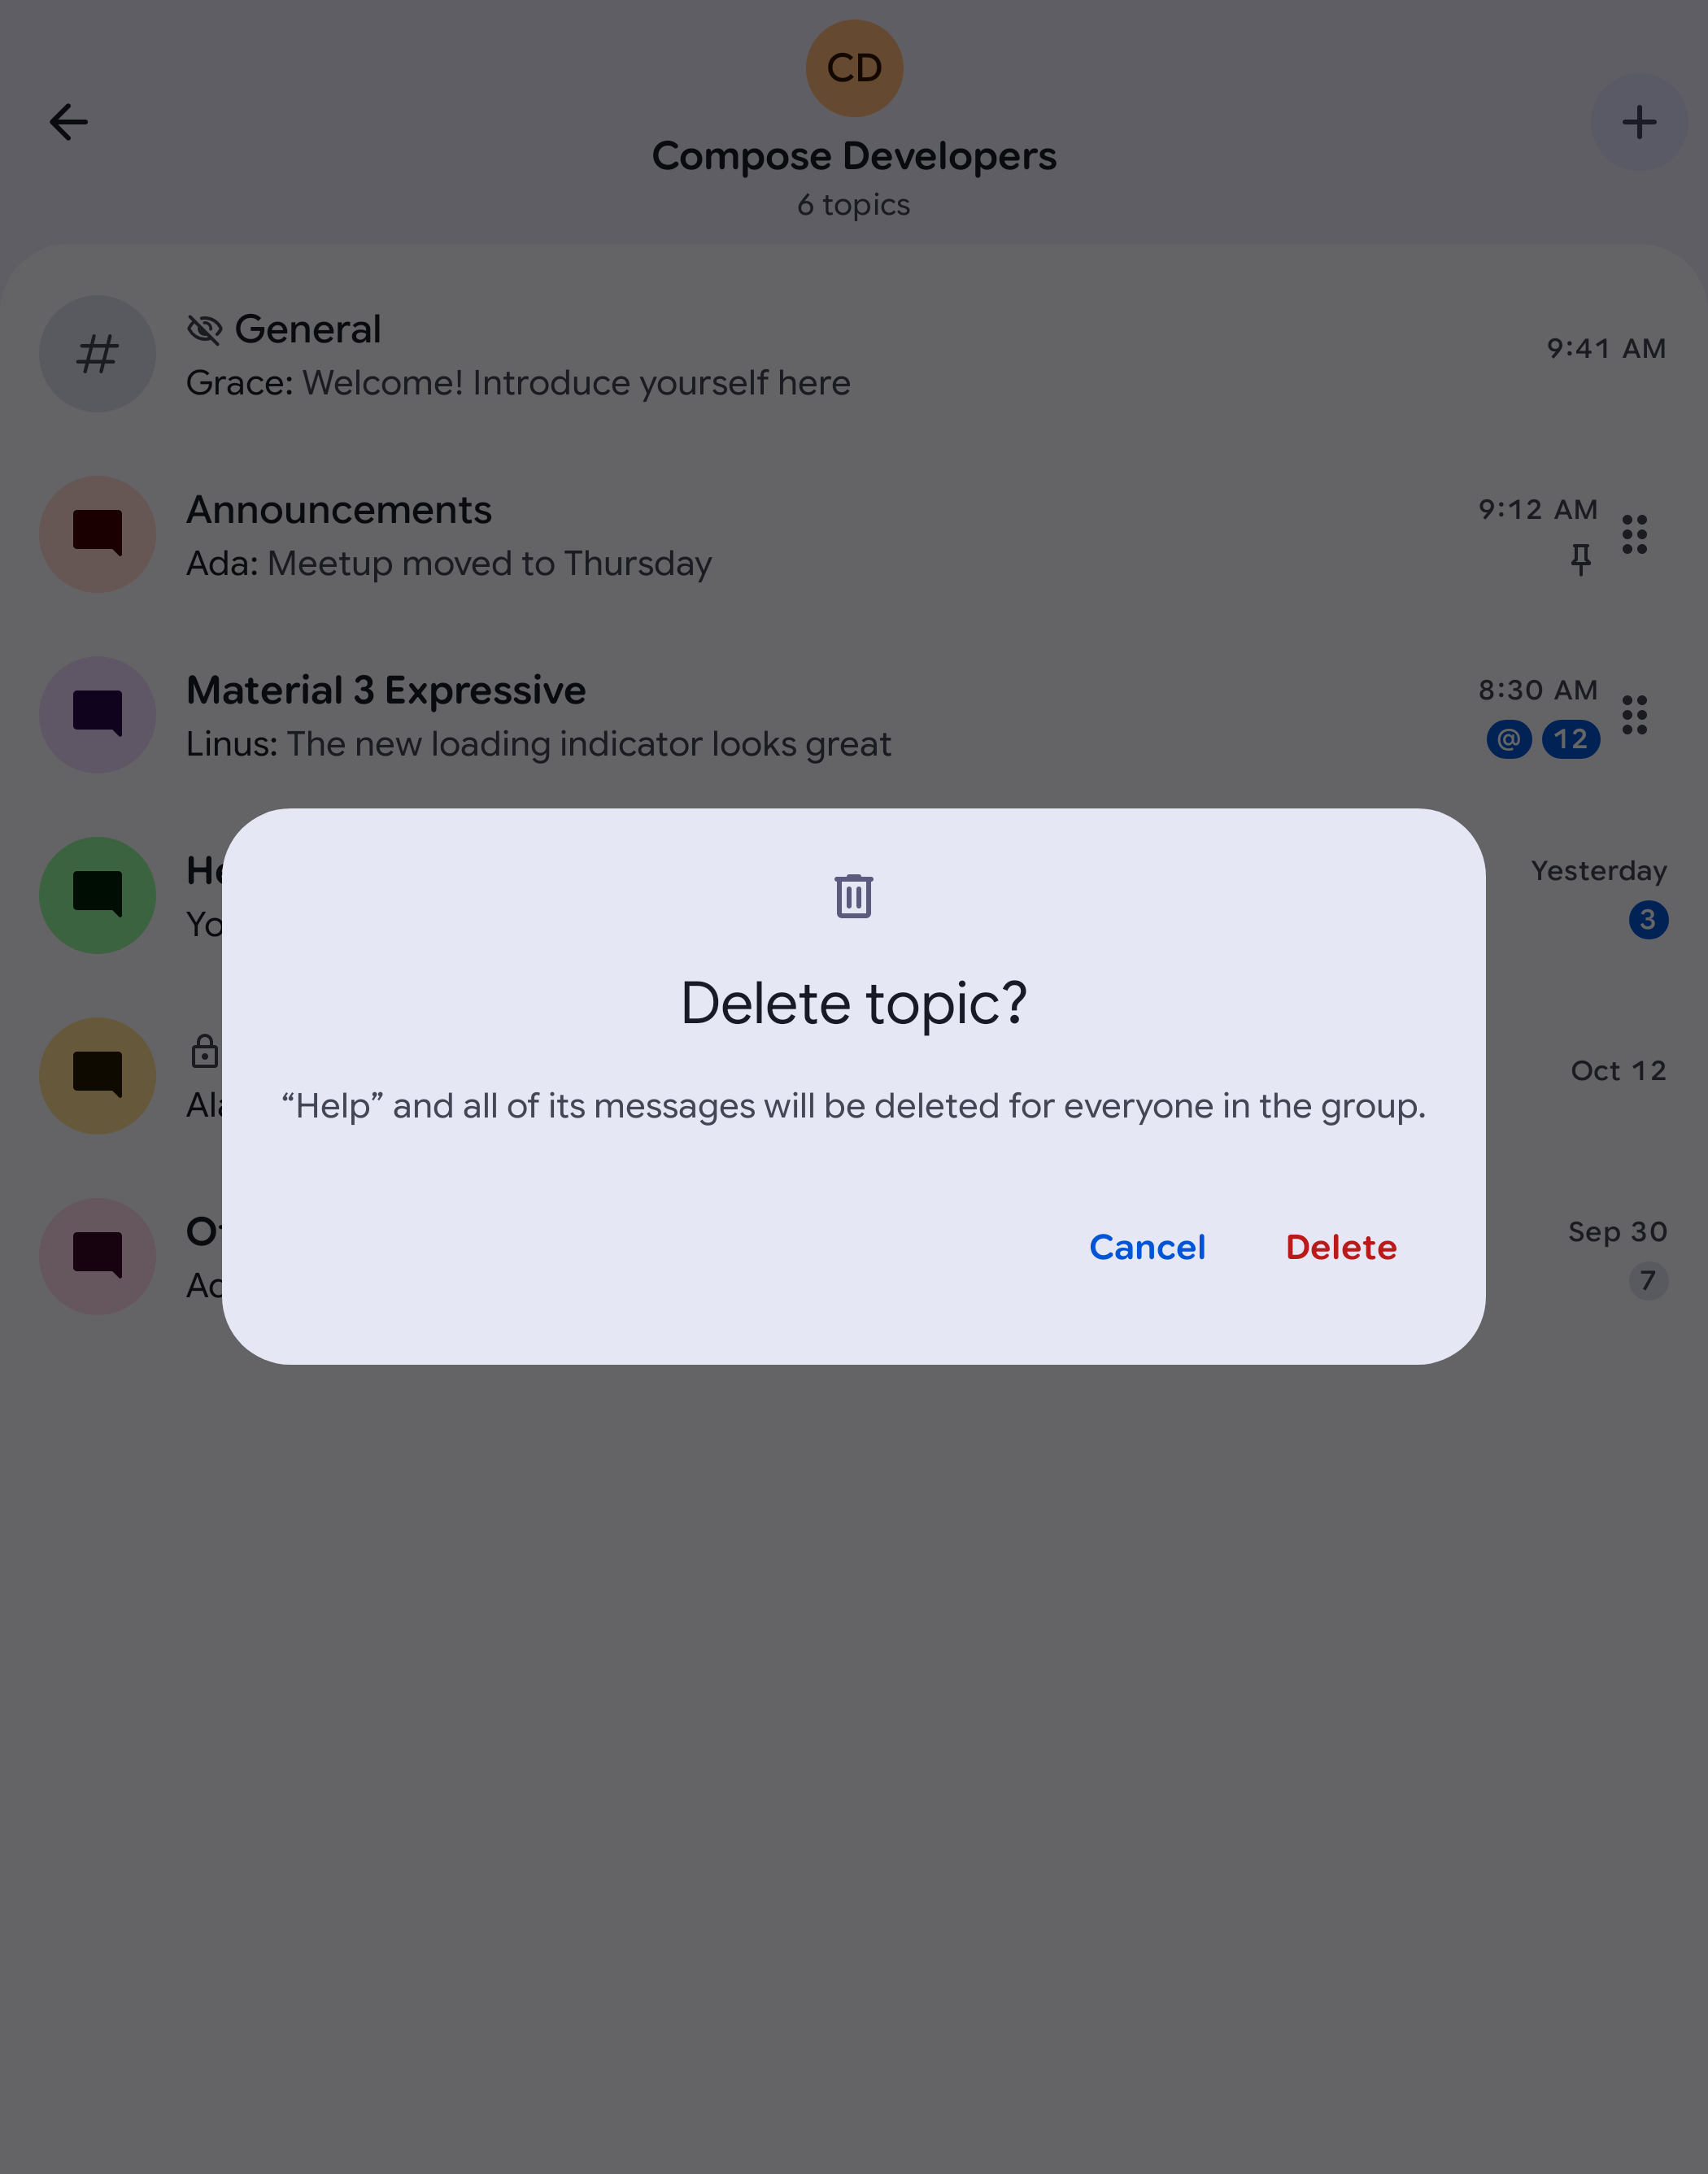 CD
Compose Developers
6 topics
# General
9:41 AM
Grace: Welcome! Introduce yourself here
Announcements
9:12 AM
Ada: Meetup moved to Thursday
Material 3 Expressive
8:30 AM
Linus: The new loading indicator looks great
@ 12
Yesterday
3
Delete topic?
Oct 12
“Help” and all of its messages will be deleted for everyone in the group.
Cancel Delete
Sep 30
7